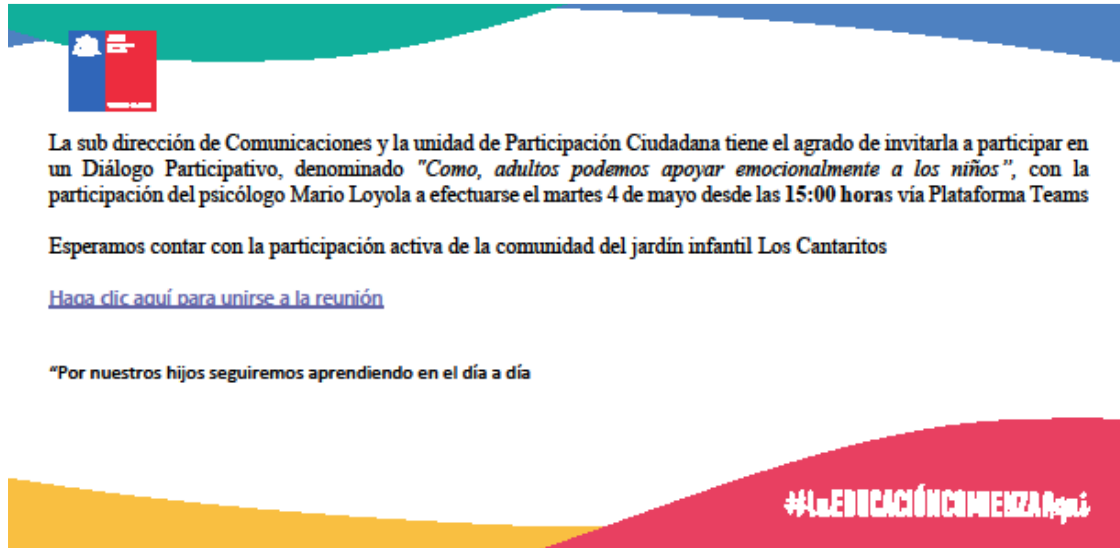 La sub dirección de Comunicaciones y la unidad de Participación Ciudadana tiene el agrado de invitarla a participar en
un Diálogo Participativo, denominado "Como, adultos podemos apoyar emocionalmente a los niños", con la
participación del psicólogo Mario Loyola a efectuarse el martes 4 de mayo desde las 15:00 horas vía Plataforma Teams
Esperamos contar con la participación activa de la comunidad del jardín infantil Los Cantaritos
Haga clic aquí para unirse a la reunión
“Por nuestros hijos seguiremos aprendiendo en el día a día
#LaEDUCACIÓNCOMIENZAAquí